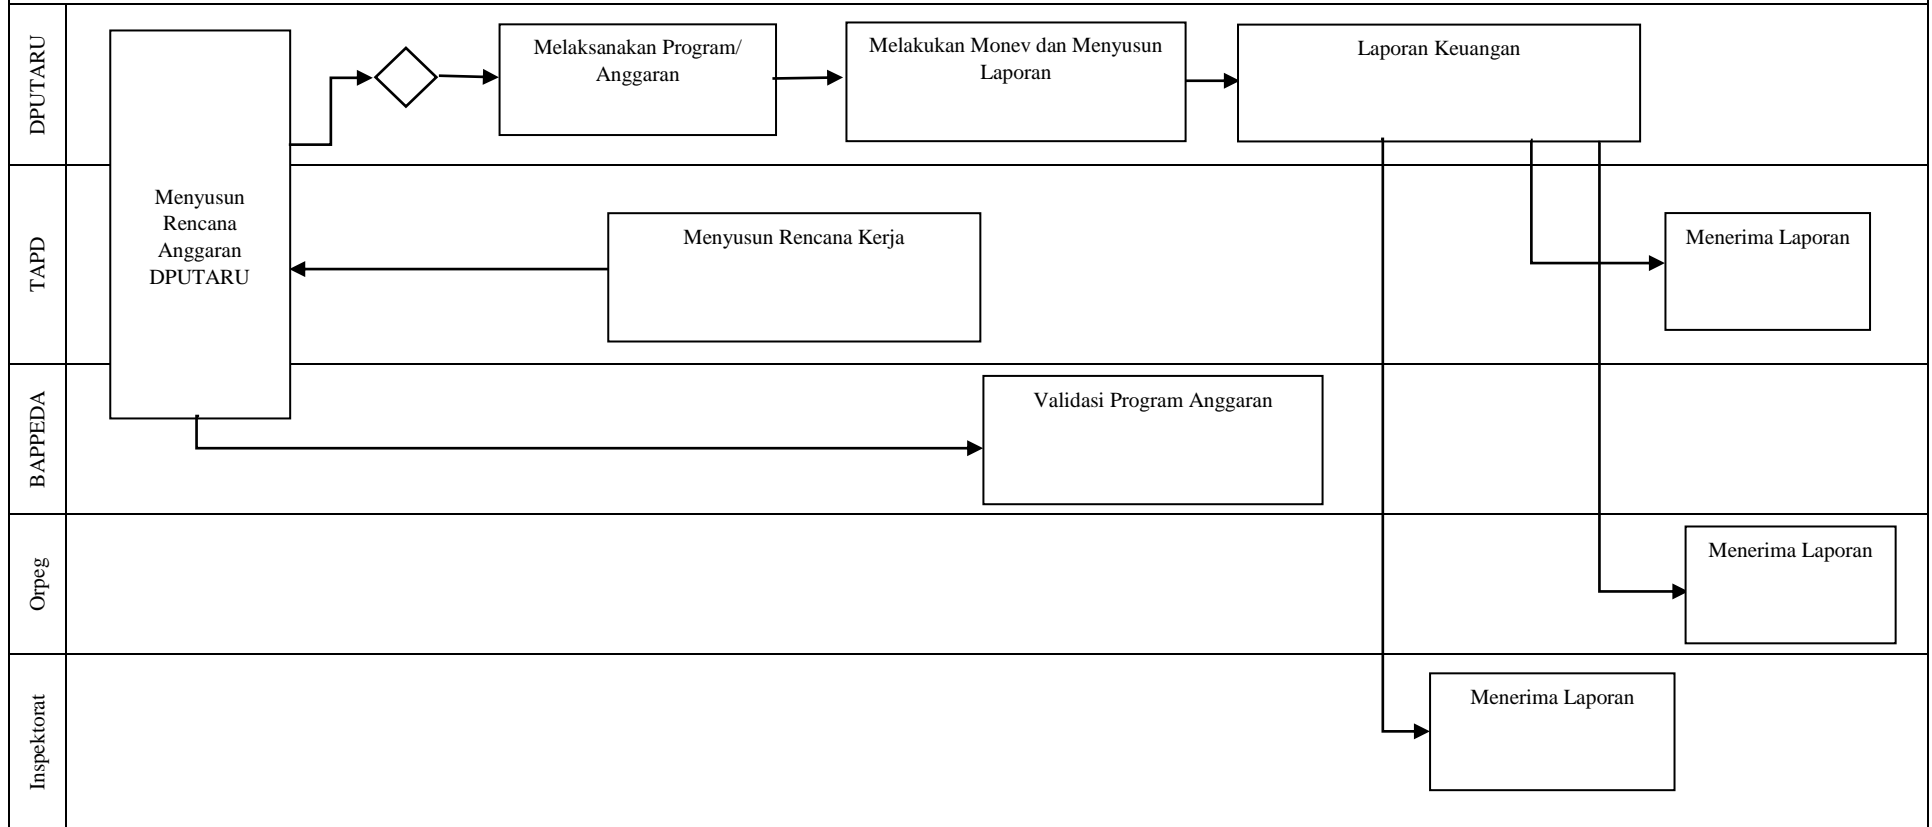 DPUTARU
Melaksanakan Program/
Anggaran
Melakukan Monev dan Menyusun
Laporan
Laporan Keuangan
TAPD
Menyusun
Rencana
Anggaran
DPUTARU
Menyusun Rencana Kerja
Menerima Laporan
BAPPEDA
Validasi Program Anggaran
Orpeg
Menerima Laporan
Inspektorat
Menerima Laporan